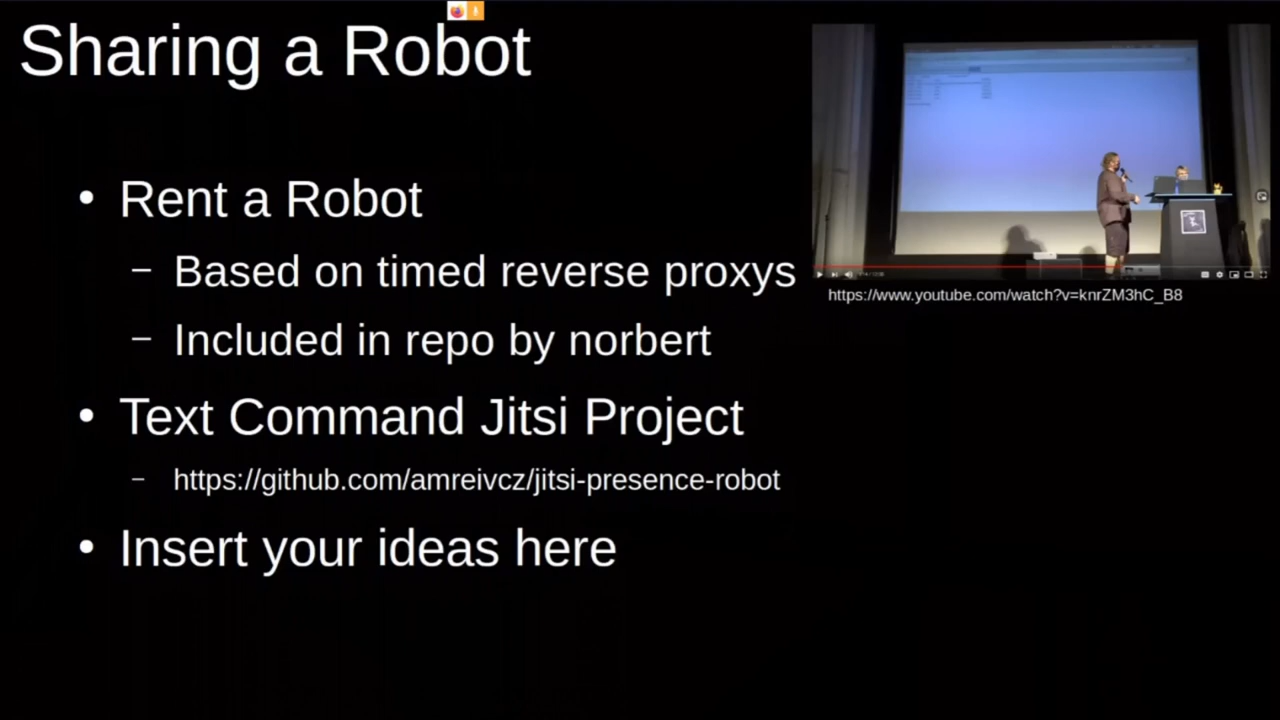 Sharing a Robot
• Rent a Robot
– Based on timed reverse proxys
– Included in repo by norbert
• Text Command Jitsi Project
– https://github.com/amreivcz/jitsi-presence-robot
• Insert your ideas here
https://www.youtube.com/watch?v=knrZM3hC_B8